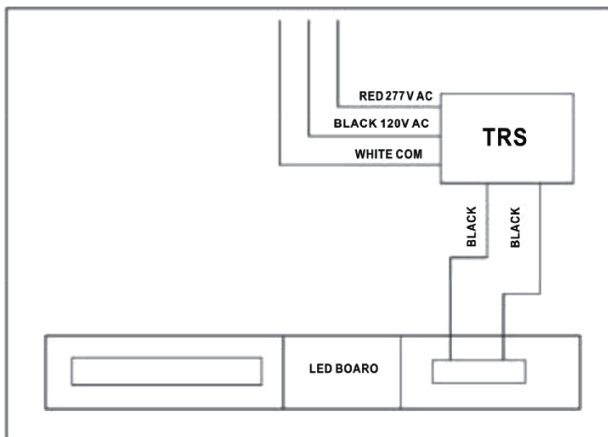 RED 277V AC
BLACK 120V AC
WHITE COM
TRS
BLACK
BLACK
LED BOARO